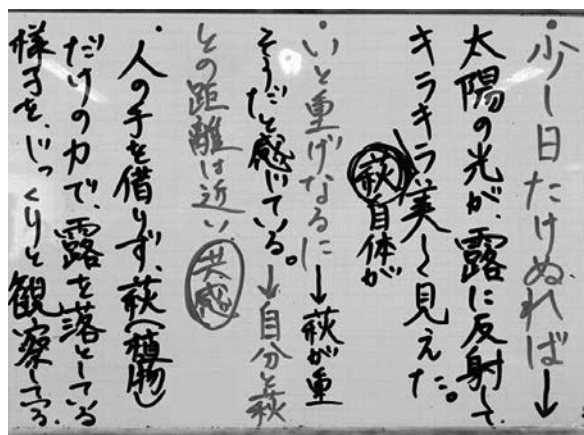 ・少し日たけぬれば→
太陽の光が、露に反射して
キラキラ美しく見えた。
萩自体が
・いと重げなるに→萩が重
そうだと感じている。→自分と萩
との距離は近い 共感
・人の手を借りず、萩(植物)
だけの力で、露を落としている
様子を、じっくりと観察してる。